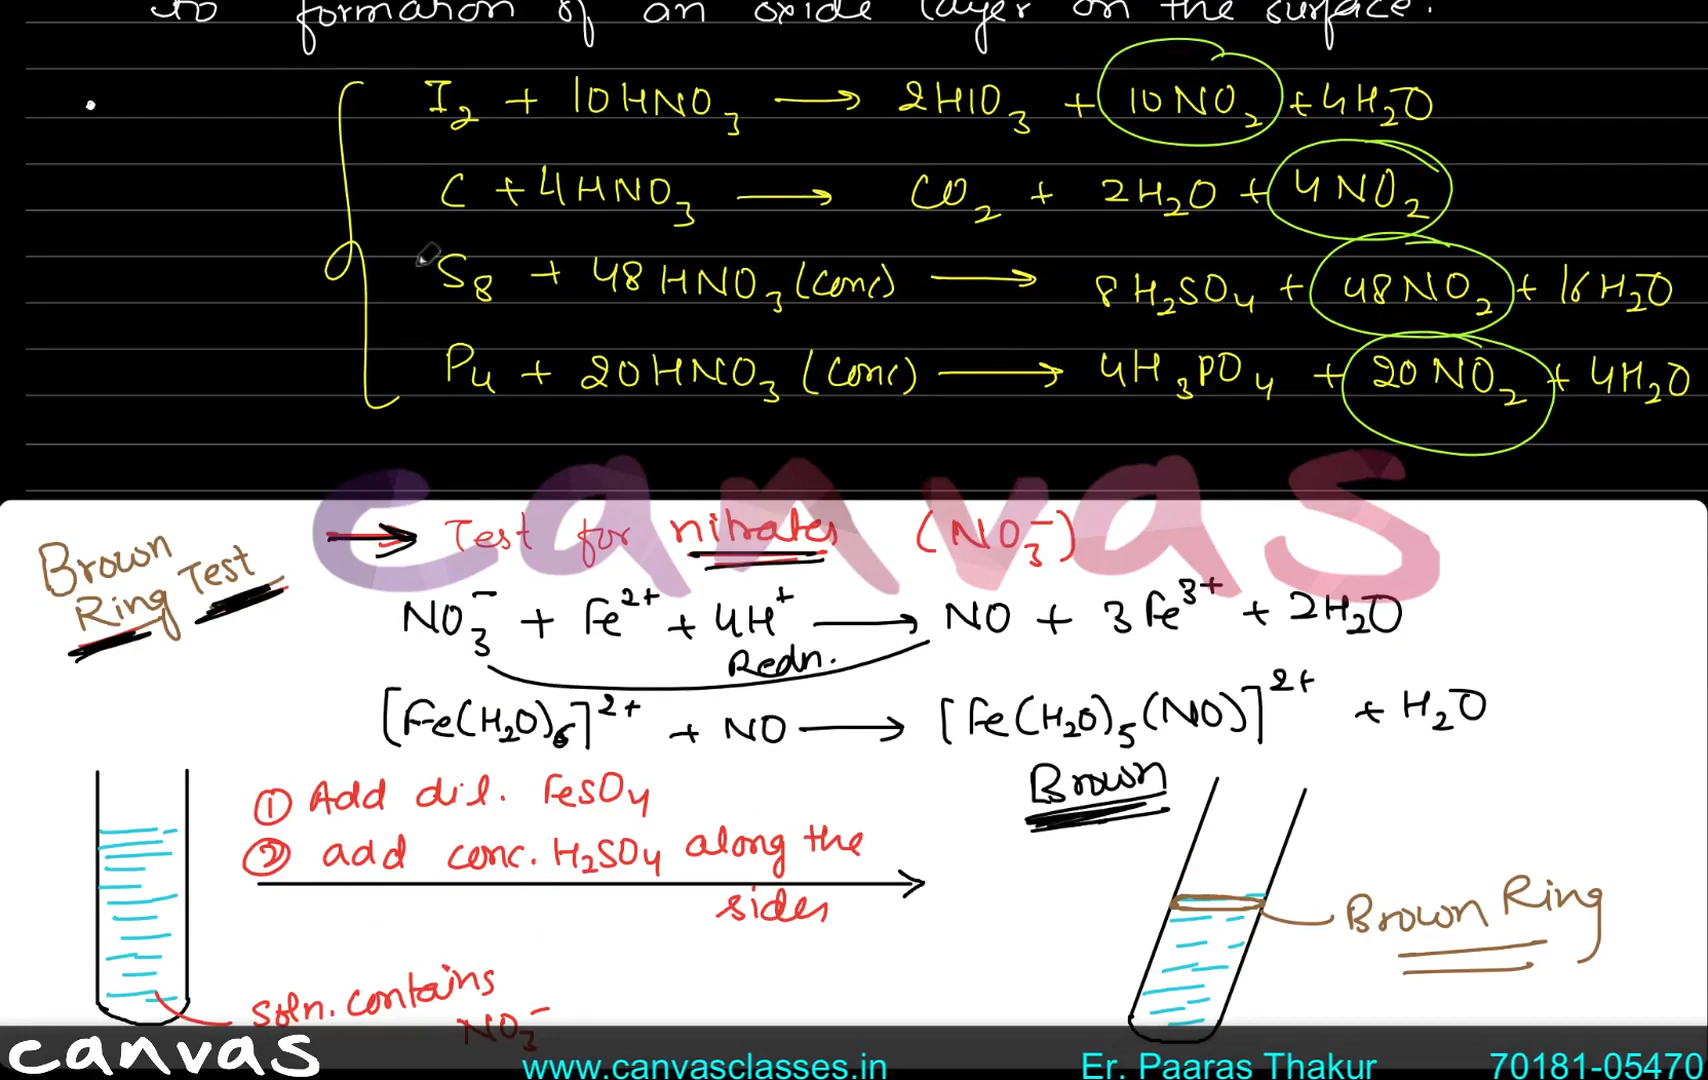 to formation of an oxide layer on the surface.
I₂ + 10HNO₃ ⟶ 2HIO₃ + 10NO₂ + 4H₂O
C + 4HNO₃ ⟶ CO₂ + 2H₂O + 4NO₂
S₈ + 48HNO₃ (conc) ⟶ 8H₂SO₄ + 48NO₂ + 16H₂O
P₄ + 20HNO₃ (conc) ⟶ 4H₃PO₄ + 20NO₂ + 4H₂O
canvas
Brown Ring Test
→ Test for nitrates (NO₃⁻)
NO₃⁻ + Fe²⁺ + 4H⁺ ⟶ NO + 3Fe³⁺ + 2H₂O
Redn.
[Fe(H₂O)₆]²⁺ + NO ⟶ [Fe(H₂O)₅(NO)]²⁺ + H₂O
Brown
① Add dil. FeSO₄
② add conc. H₂SO₄ along the
sides
Brown Ring
Soln. contains
NO₃⁻
canvas
www.canvasclasses.in
Er. Paaras Thakur
70181-05470